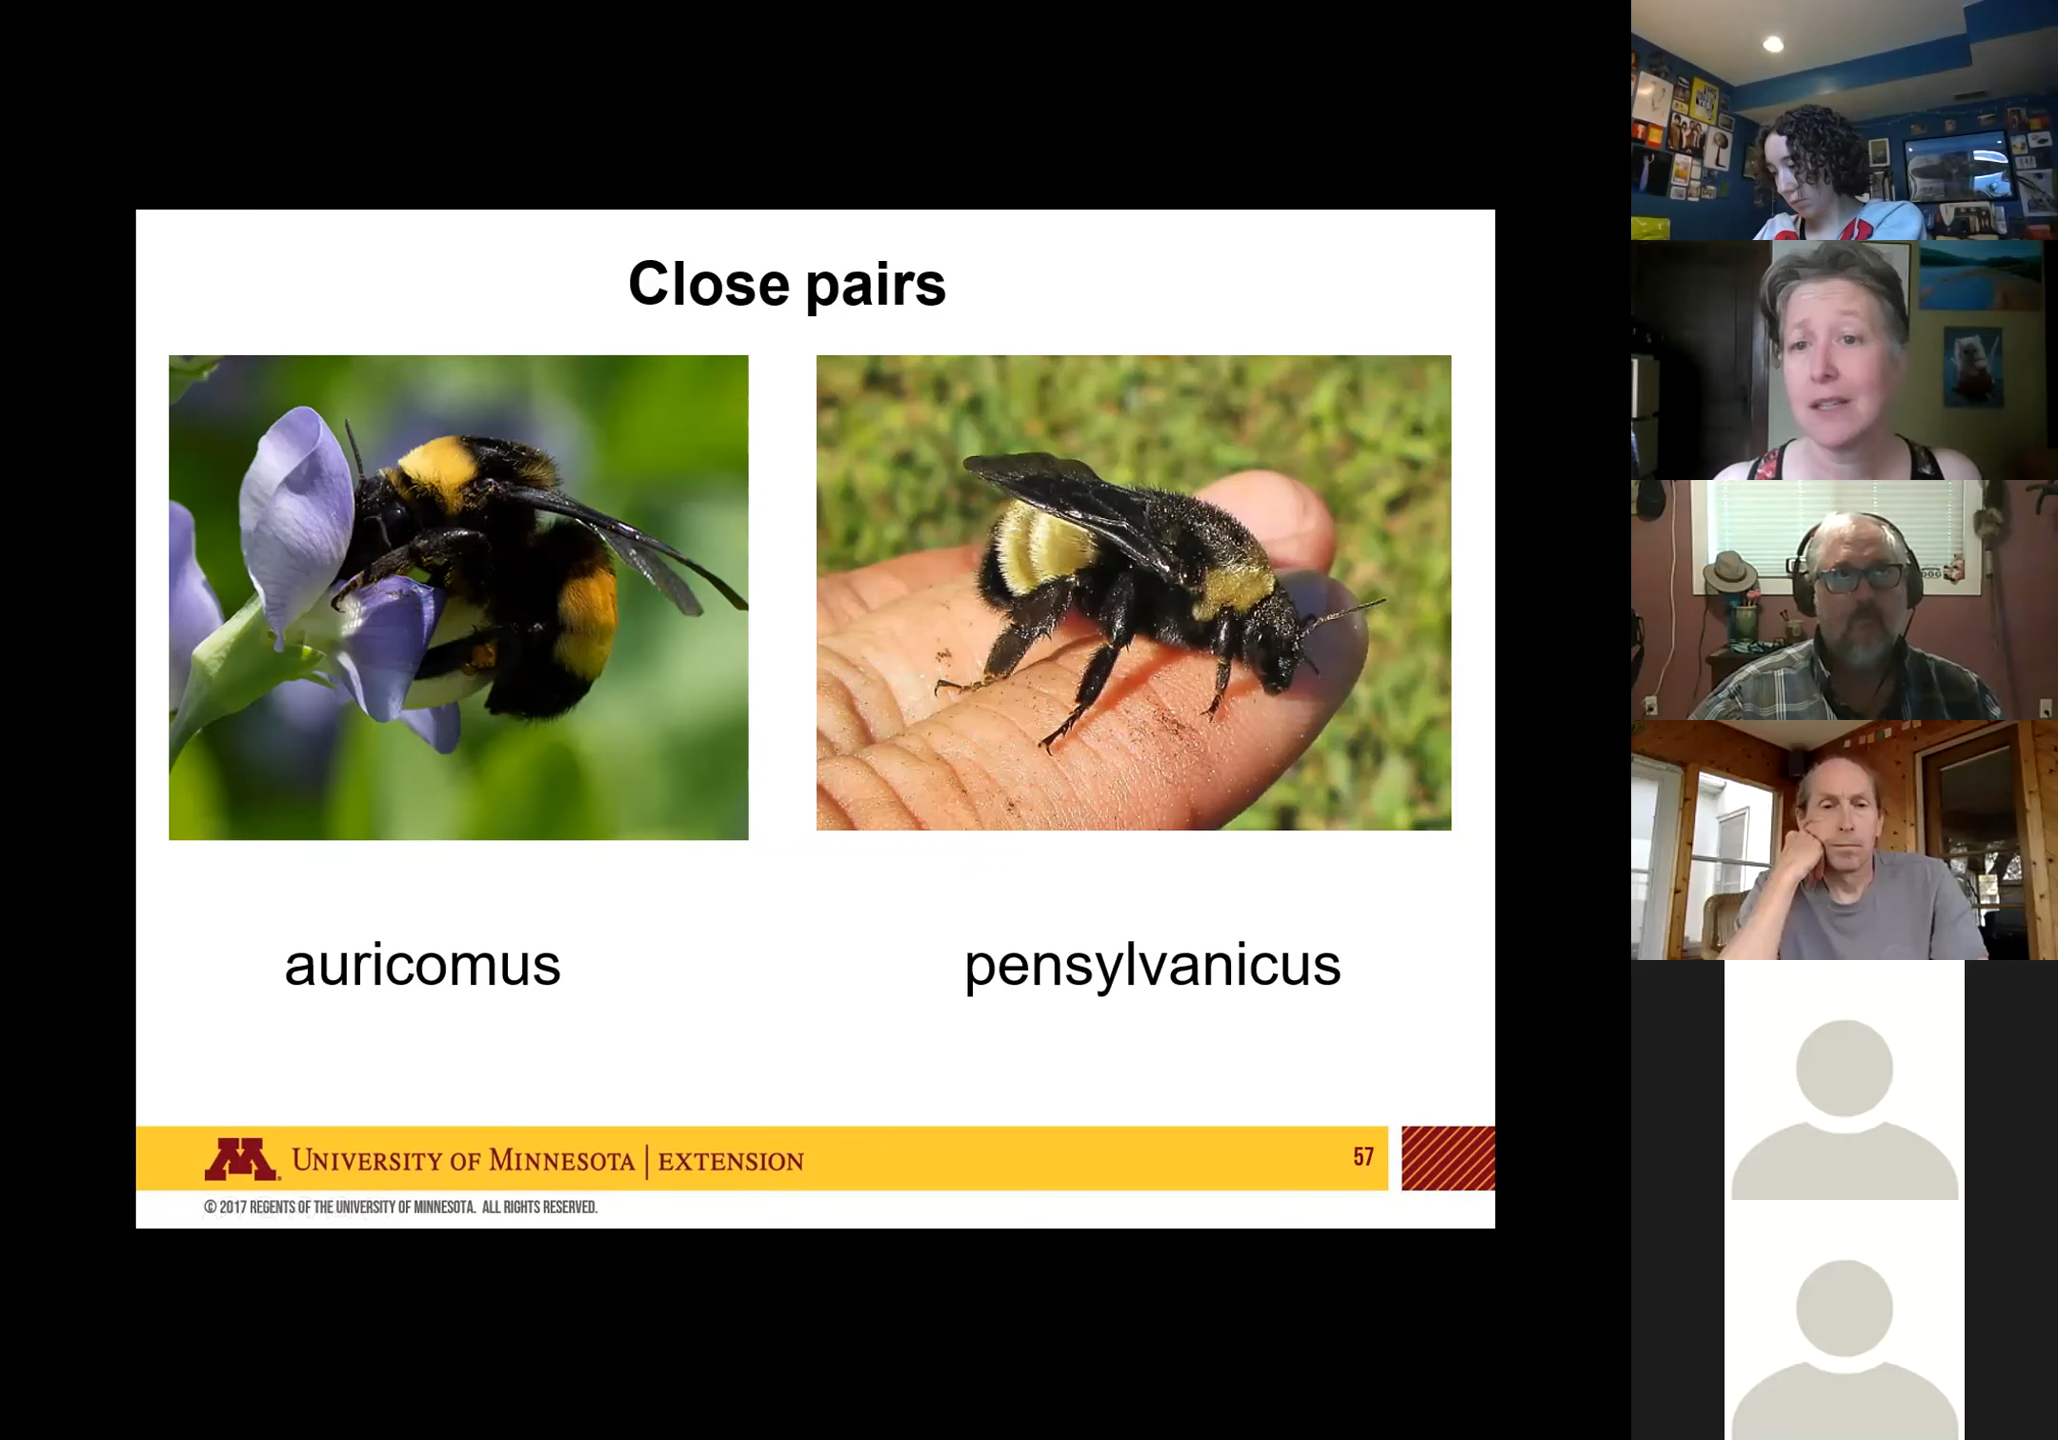 Close pairs
auricomus
pensylvanicus
UNIVERSITY OF MINNESOTA | EXTENSION
57
© 2017 REGENTS OF THE UNIVERSITY OF MINNESOTA. ALL RIGHTS RESERVED.